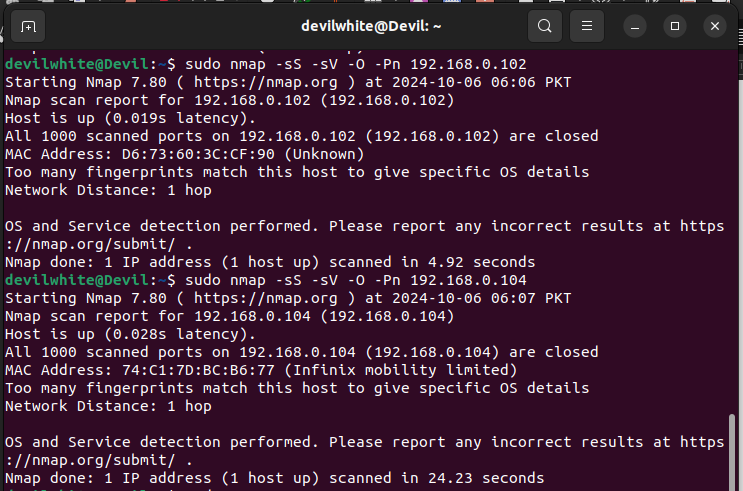 devilwhite@Devil: ~
devilwhite@Devil:~$ sudo nmap -sS -sV -O -Pn 192.168.0.102
Starting Nmap 7.80 ( https://nmap.org ) at 2024-10-06 06:06 PKT
Nmap scan report for 192.168.0.102 (192.168.0.102)
Host is up (0.019s latency).
All 1000 scanned ports on 192.168.0.102 (192.168.0.102) are closed
MAC Address: D6:73:60:3C:CF:90 (Unknown)
Too many fingerprints match this host to give specific OS details
Network Distance: 1 hop
OS and Service detection performed. Please report any incorrect results at https
://nmap.org/submit/ .
Nmap done: 1 IP address (1 host up) scanned in 4.92 seconds
devilwhite@Devil:~$ sudo nmap -sS -sV -O -Pn 192.168.0.104
Starting Nmap 7.80 ( https://nmap.org ) at 2024-10-06 06:07 PKT
Nmap scan report for 192.168.0.104 (192.168.0.104)
Host is up (0.028s latency).
All 1000 scanned ports on 192.168.0.104 (192.168.0.104) are closed
MAC Address: 74:C1:7D:BC:B6:77 (Infinix mobility limited)
Too many fingerprints match this host to give specific OS details
Network Distance: 1 hop
OS and Service detection performed. Please report any incorrect results at https
://nmap.org/submit/ .
Nmap done: 1 IP address (1 host up) scanned in 24.23 seconds